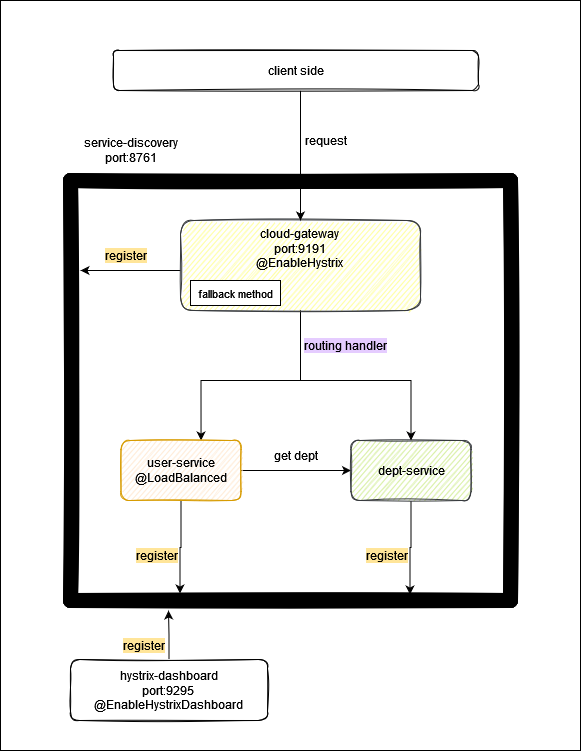 client side
request
service-discovery
port:8761
cloud-gateway
port:9191
@EnableHystrix
register
fallback method
routing handler
user-service
@LoadBalanced
get dept
dept-service
register
register
register
hystrix-dashboard
port:9295
@EnableHystrixDashboard